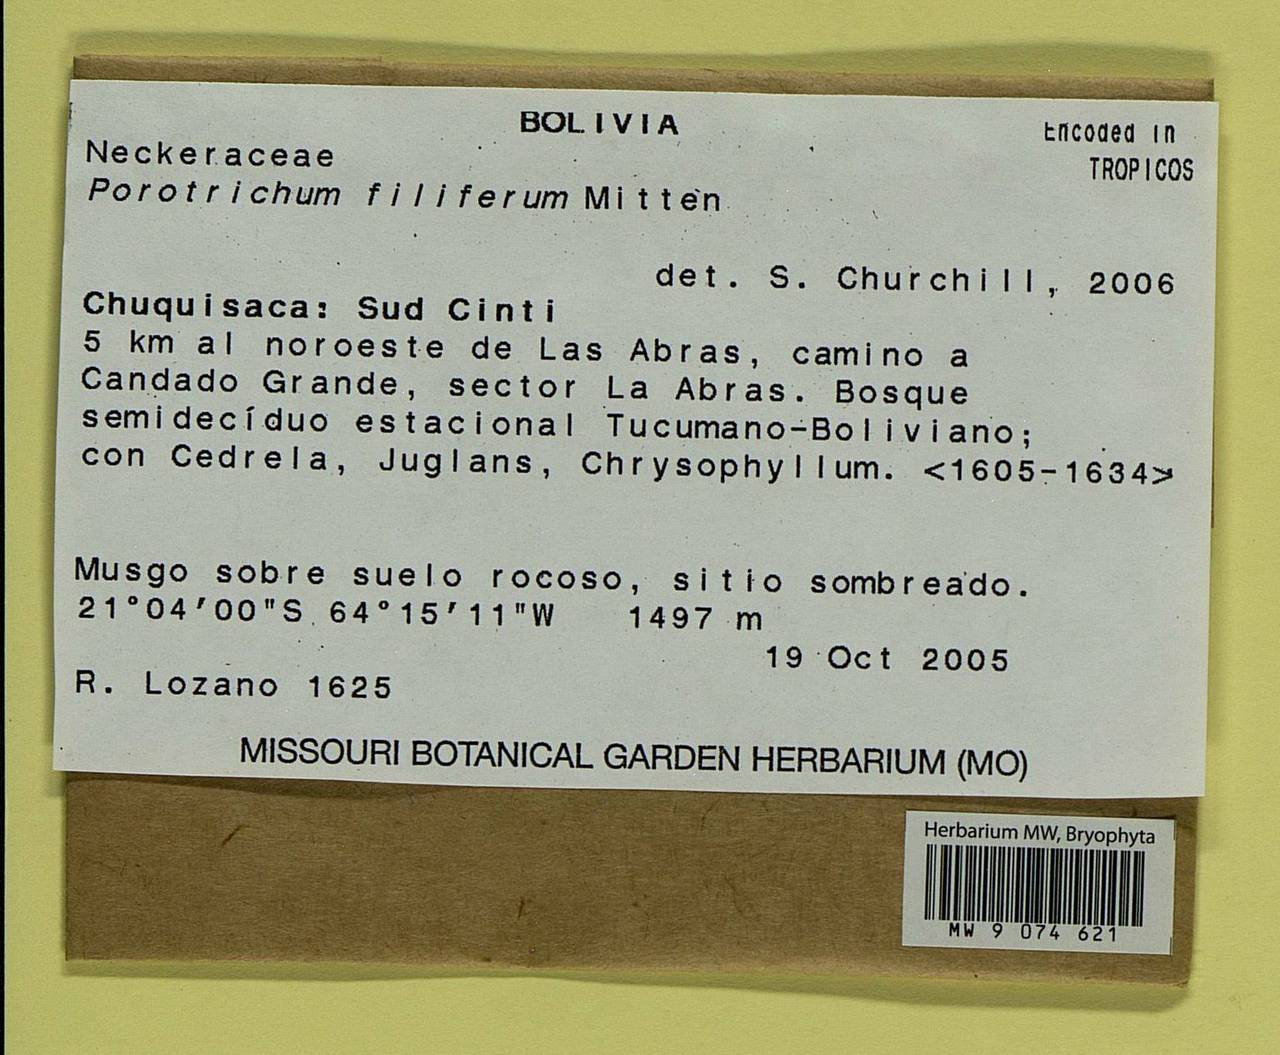 BOLIVIA
Encoded in
TROPICOS
Neckeraceae
Porotrichum filiferum Mitten
det. S. Churchill, 2006
Chuquisaca: Sud Cinti
5 km al noroeste de Las Abras, camino a
Candado Grande, sector La Abras. Bosque
semidecíduo estacional Tucumano-Boliviano;
con Cedrela, Juglans, Chrysophyllum. <1605-1634>
Musgo sobre suelo rocoso, sitio sombreado.
21°04'00"S 64°15'11"W 1497 m
19 Oct 2005
R. Lozano 1625
MISSOURI BOTANICAL GARDEN HERBARIUM (MO)
Herbarium MW, Bryophyta
MW 9 074 621